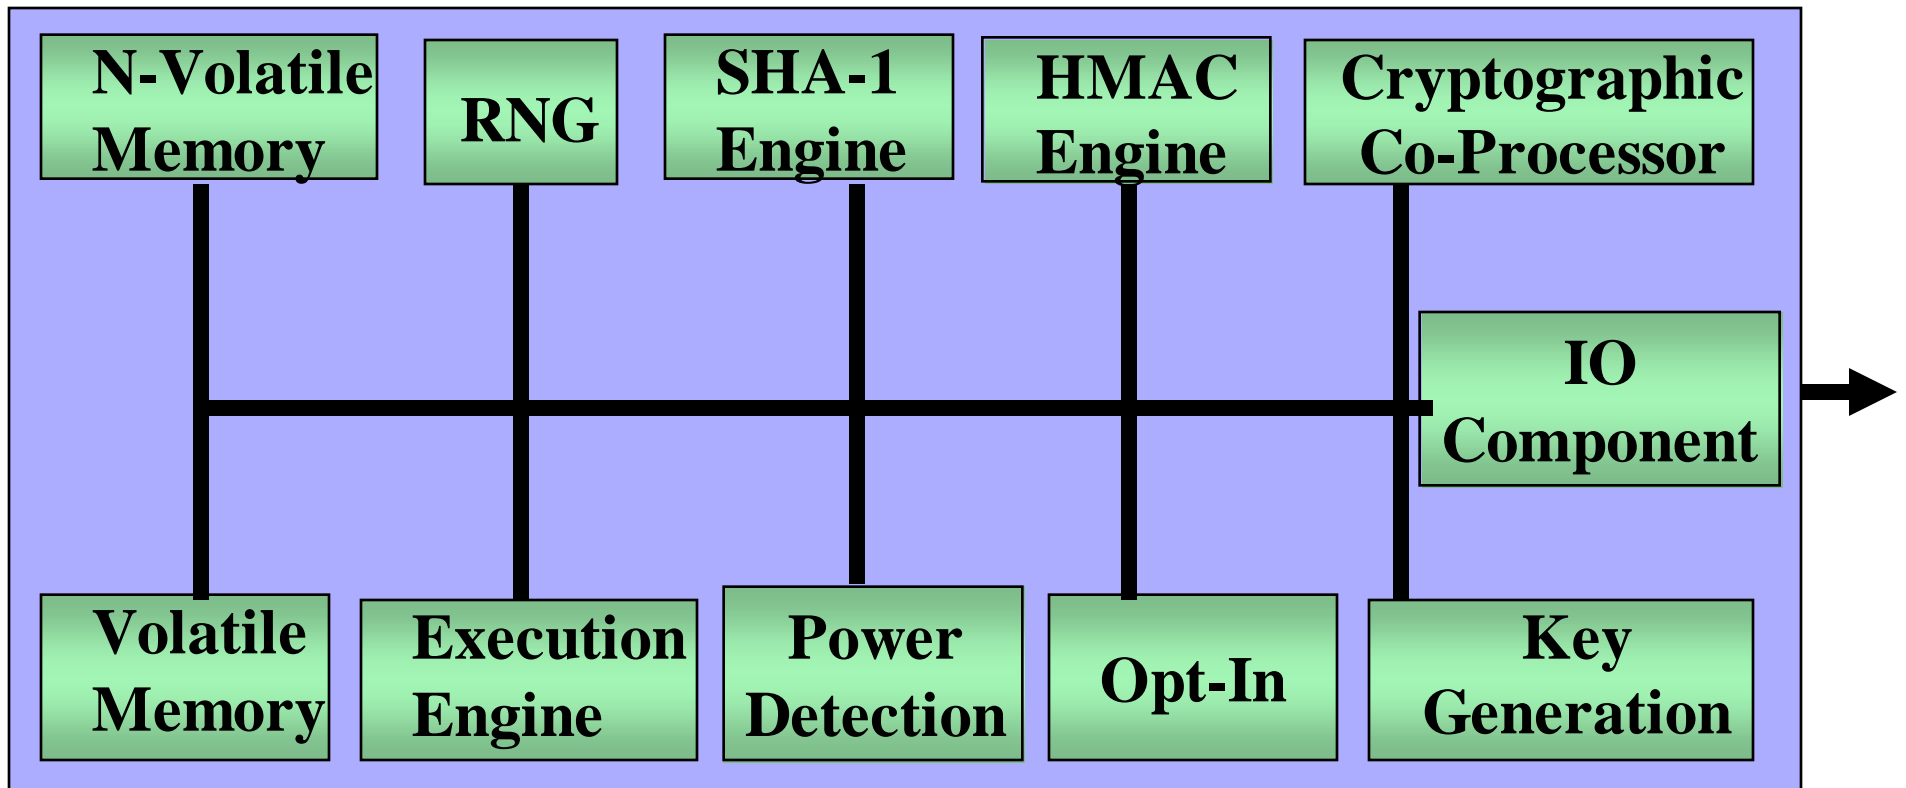 N-Volatile
Memory
RNG
SHA-1
Engine
HMAC
Engine
Cryptographic
Co-Processor
IO
Component
Volatile
Memory
Execution
Engine
Power
Detection
Opt-In
Key
Generation